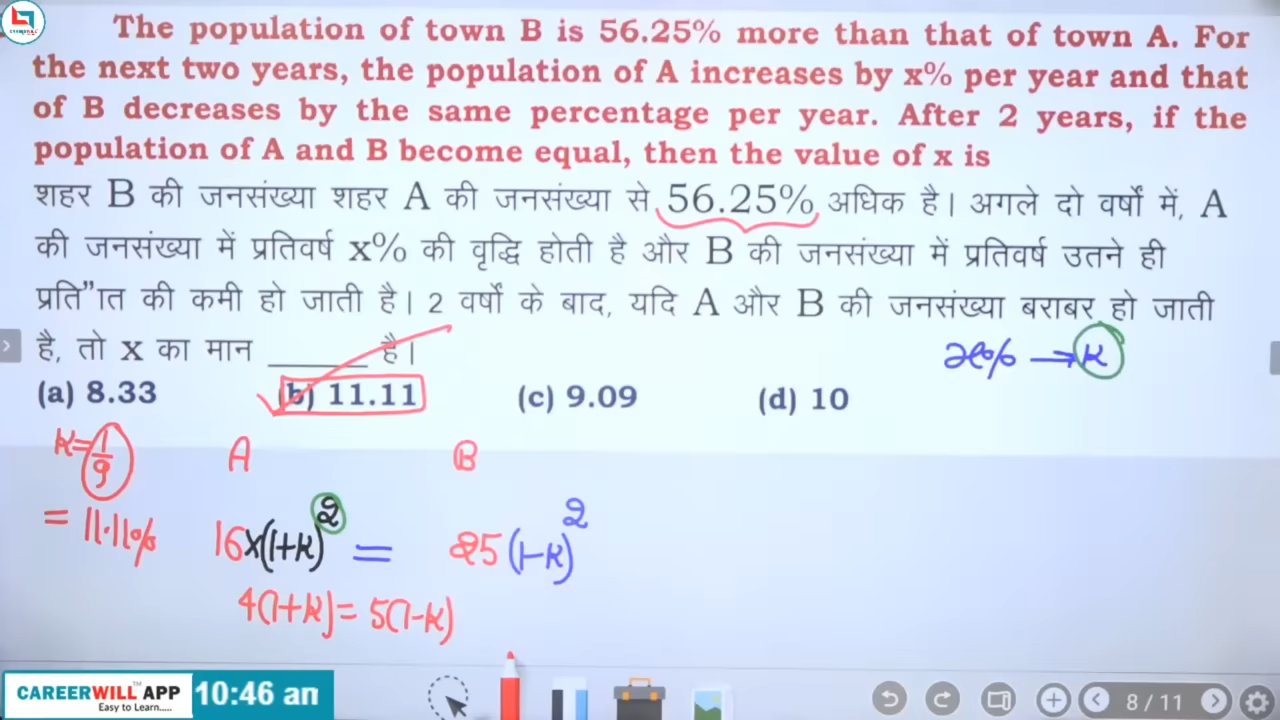 The population of town B is 56.25% more than that of town A. For
the next two years, the population of A increases by x% per year and that
of B decreases by the same percentage per year. After 2 years, if the
population of A and B become equal, then the value of x is
शहर B की जनसंख्या शहर A की जनसंख्या से 56.25% अधिक है। अगले दो वर्षों में, A
की जनसंख्या में प्रतिवर्ष x% की वृद्धि होती है और B की जनसंख्या में प्रतिवर्ष उतने ही
प्रति”ात की कमी हो जाती है। 2 वर्षों के बाद, यदि A और B की जनसंख्या बराबर हो जाती
है, तो x का मान ______ है।
x% → K
(a) 8.33 (b) 11.11 (c) 9.09 (d) 10
K = 1/9 A B
= 11.11% 16×(1+K)² = 25(1-K)²
4(1+K) = 5(1-K)
CAREERWILL APP
Easy to Learn.....
10:46 an
8 / 11